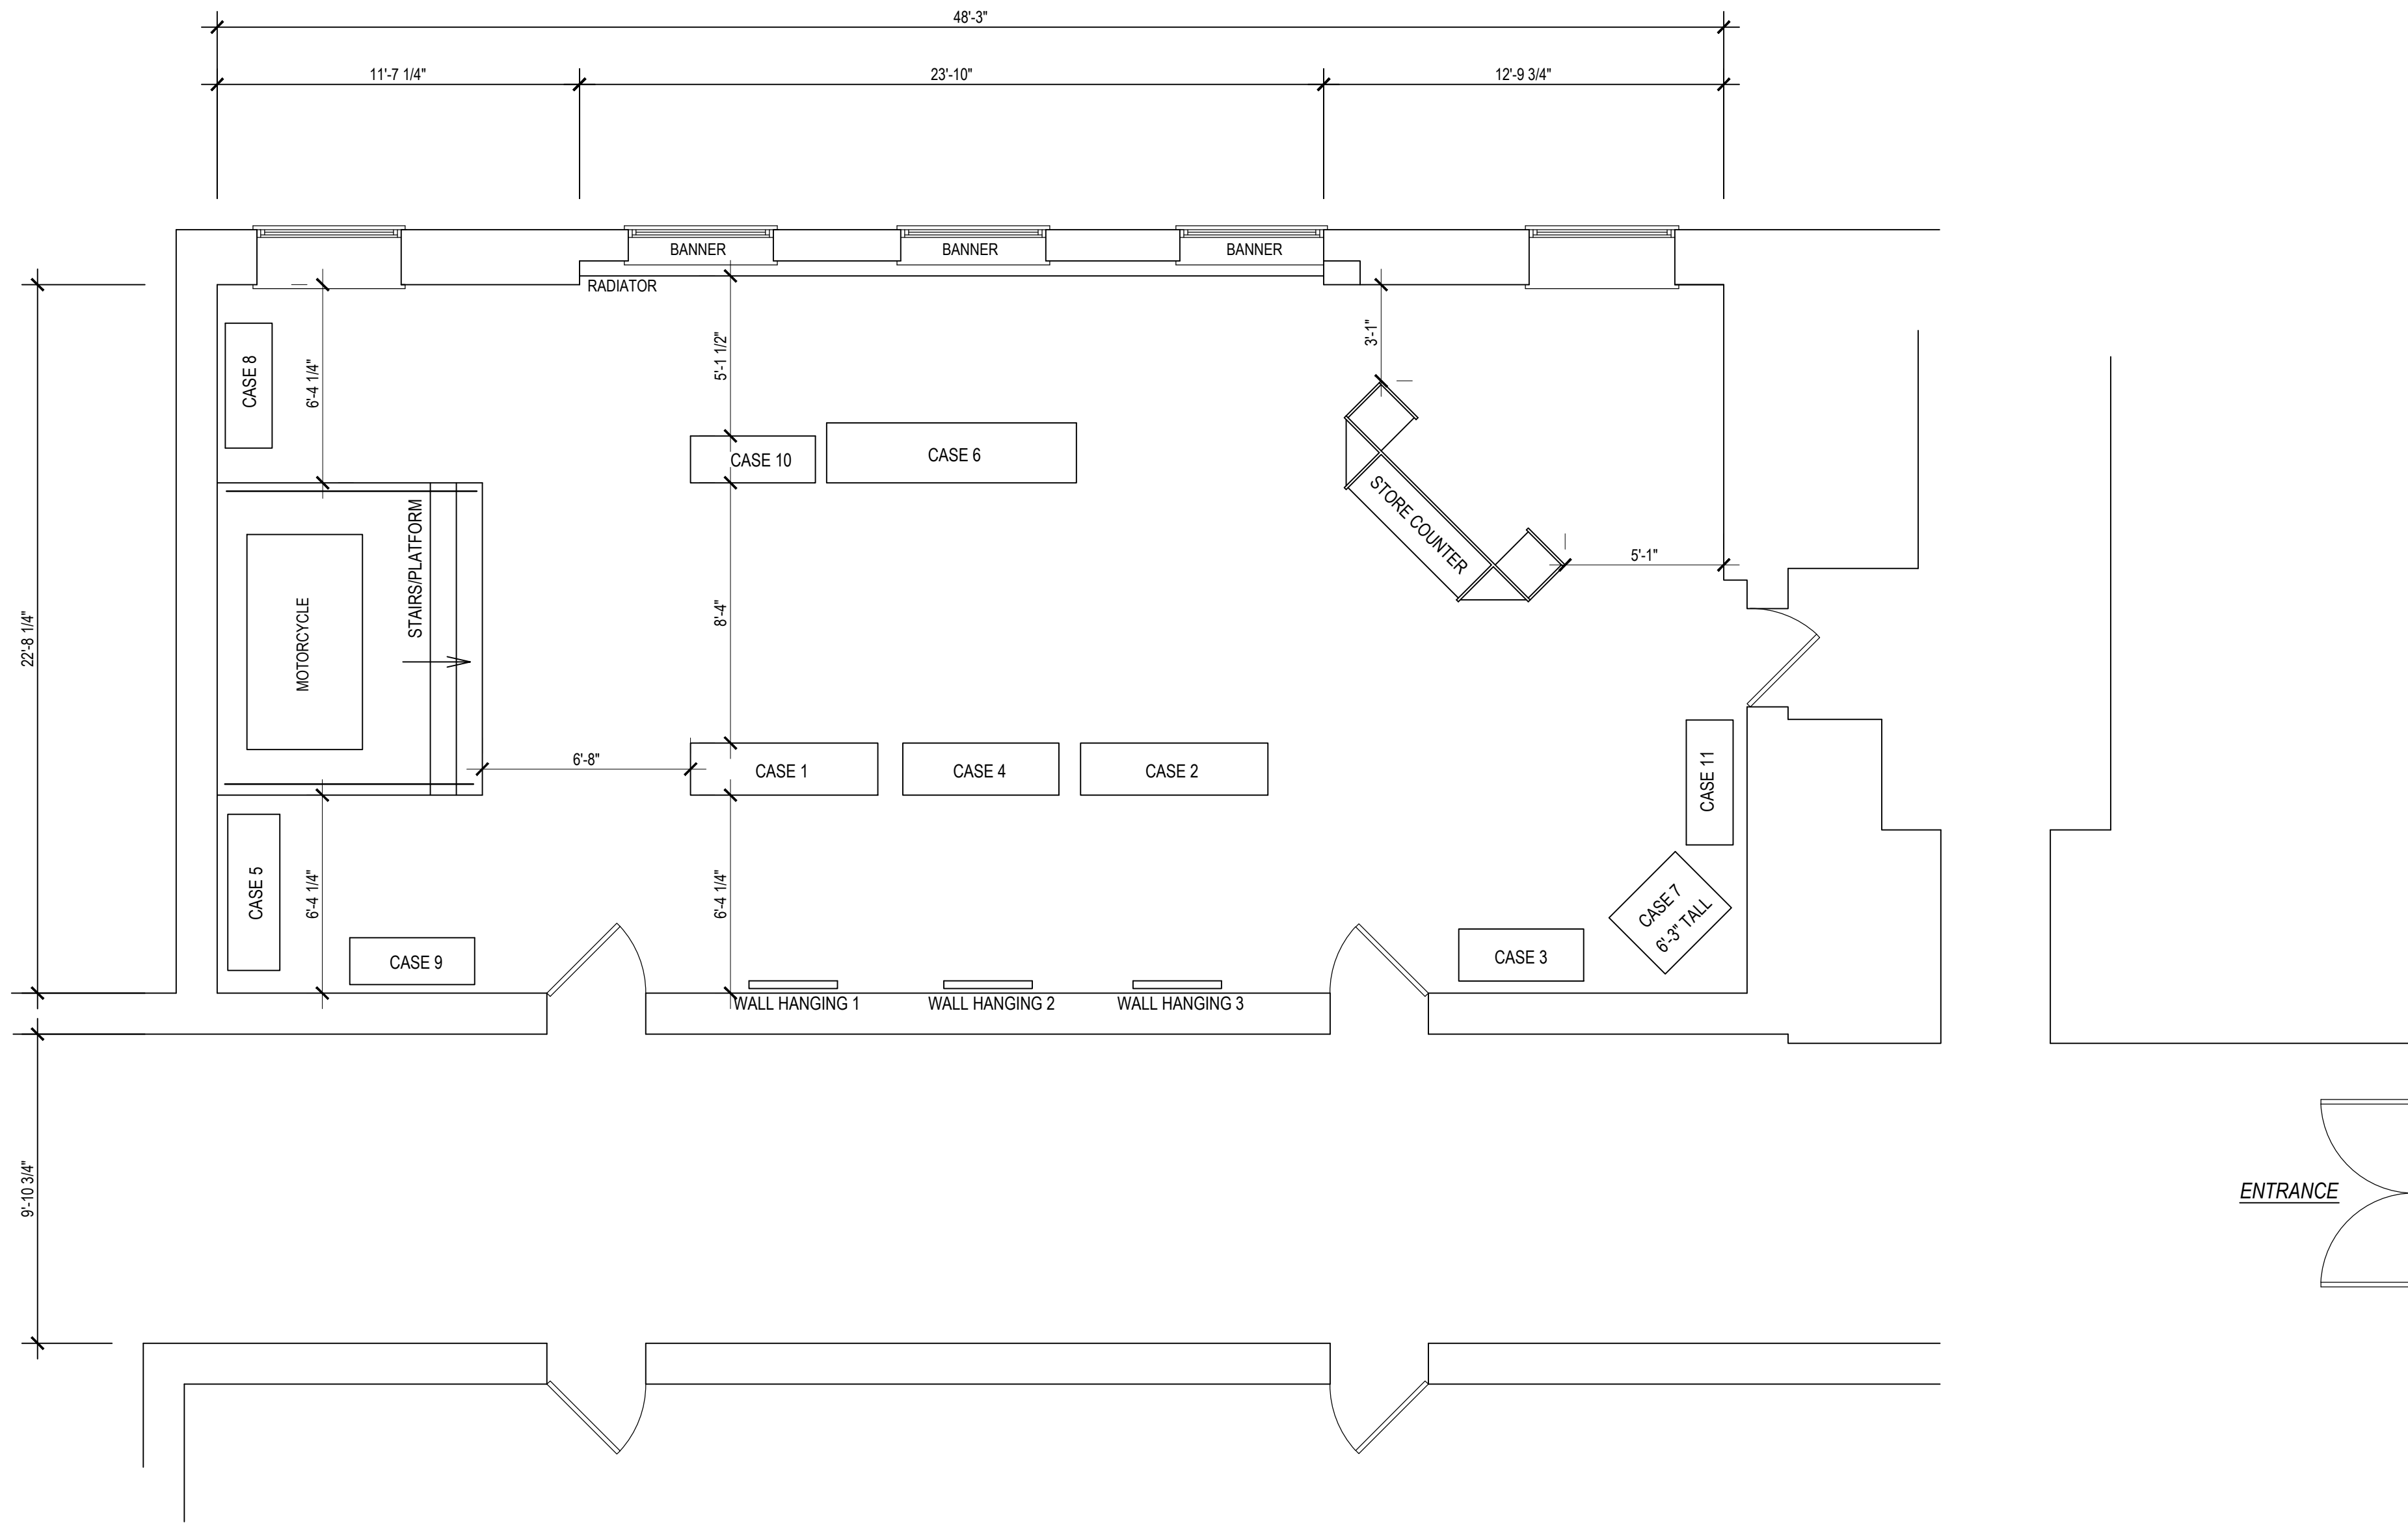 48'-3"
11'-7 1/4"
23'-10"
12'-9 3/4"
BANNER
BANNER
BANNER
RADIATOR
CASE 8
6'-4 1/4"
5'-1 1/2"
3'-1"
CASE 10
CASE 6
STORE COUNTER
5'-1"
STAIRS/PLATFORM
MOTORCYCLE
22'-8 1/4"
8'-4"
6'-8"
CASE 1
CASE 4
CASE 2
CASE 11
CASE 5
6'-4 1/4"
6'-4 1/4"
CASE 9
CASE 3
CASE 7
6'-3" TALL
WALL HANGING 1
WALL HANGING 2
WALL HANGING 3
9'-10 3/4"
ENTRANCE